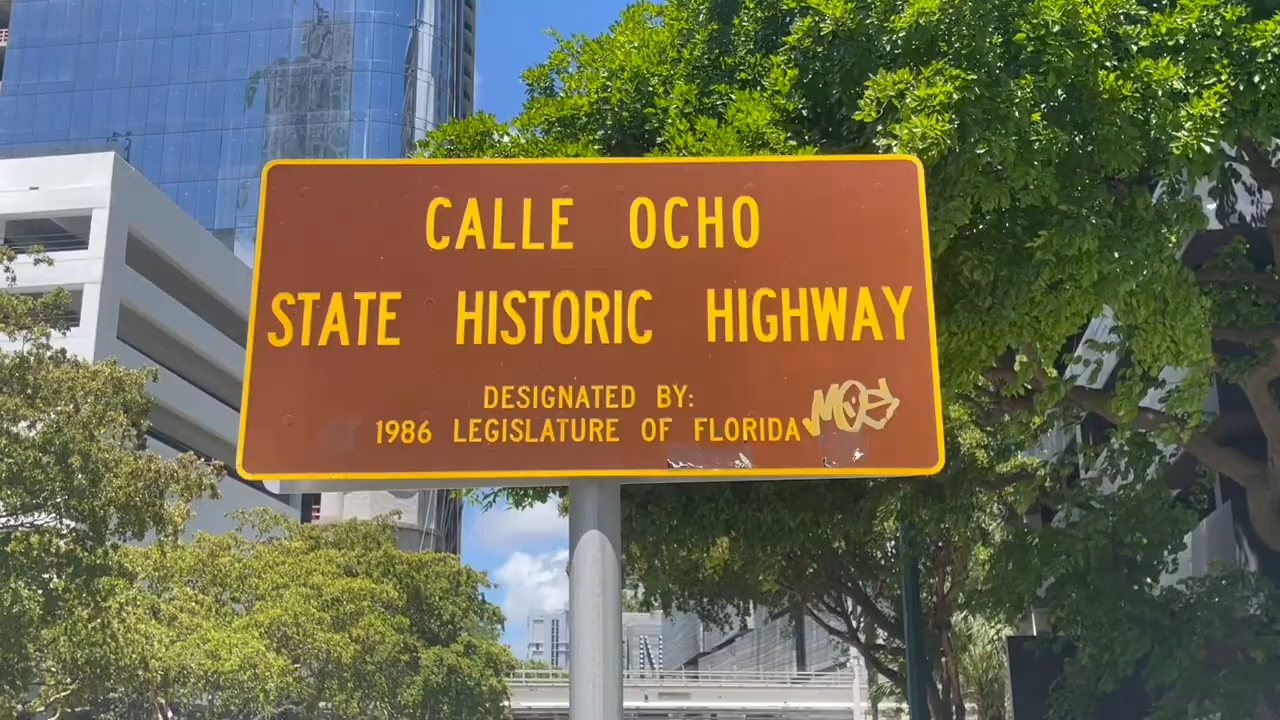 CALLE OCHO
STATE HISTORIC HIGHWAY
DESIGNATED BY:
1986 LEGISLATURE OF FLORIDA